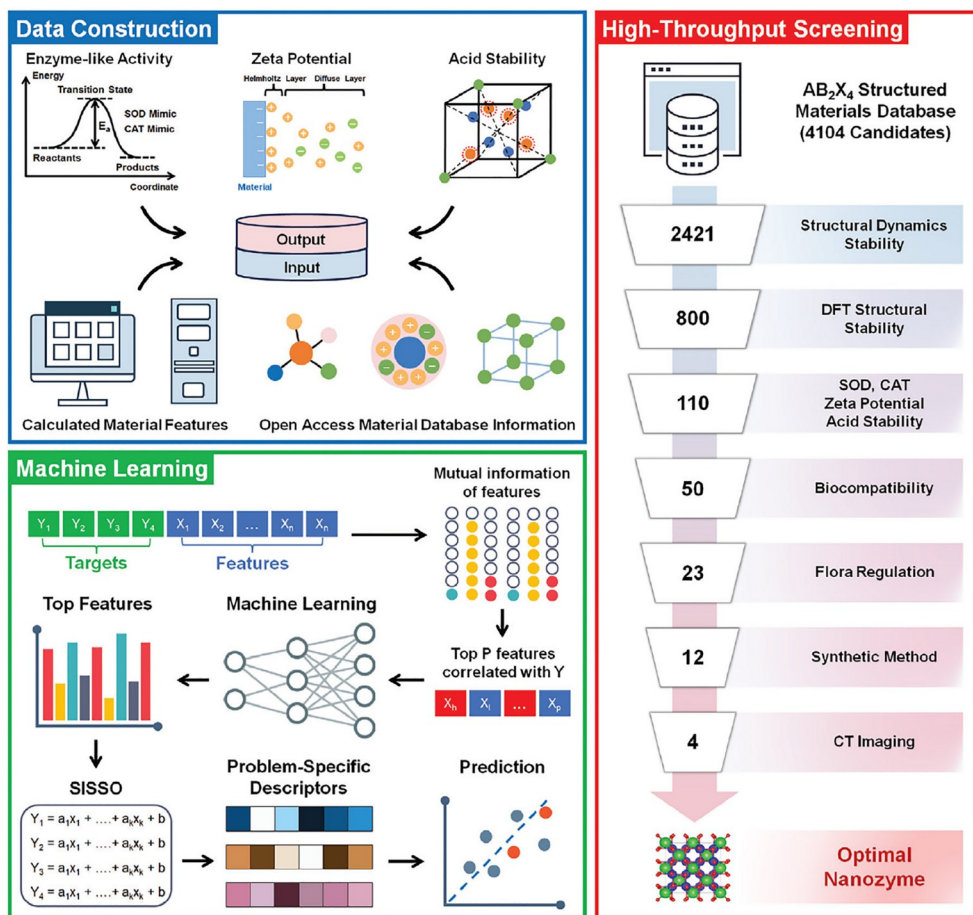 Data Construction
Enzyme-like Activity
Energy
Transition State
SOD Mimic
CAT Mimic
Eₐ
Reactants
Products
Coordinate
Zeta Potential
Helmholtz Layer Diffuse Layer
Material
Acid Stability
Output
Input
Calculated Material Features
Open Access Material Database Information
Machine Learning
Y₁ Y₂ Y₃ Y₄ X₁ X₂ ... Xₙ Xₙ
Targets
Features
Mutual information
of features
Top P features
correlated with Y
Xₕ Xᵢ ... Xₚ
Machine Learning
Top Features
SISSO
Y₁ = a₁x₁ + ....+ aₖxₖ + b
Y₂ = a₁x₁ + ....+ aₖxₖ + b
Y₃ = a₁x₁ + ....+ aₖxₖ + b
Y₄ = a₁x₁ + ....+ aₖxₖ + b
Problem-Specific
Descriptors
Prediction
High-Throughput Screening
AB₂X₄ Structured
Materials Database
(4104 Candidates)
2421
Structural Dynamics
Stability
800
DFT Structural
Stability
110
SOD, CAT
Zeta Potential
Acid Stability
50
Biocompatibility
23
Flora Regulation
12
Synthetic Method
4
CT Imaging
Optimal
Nanozyme